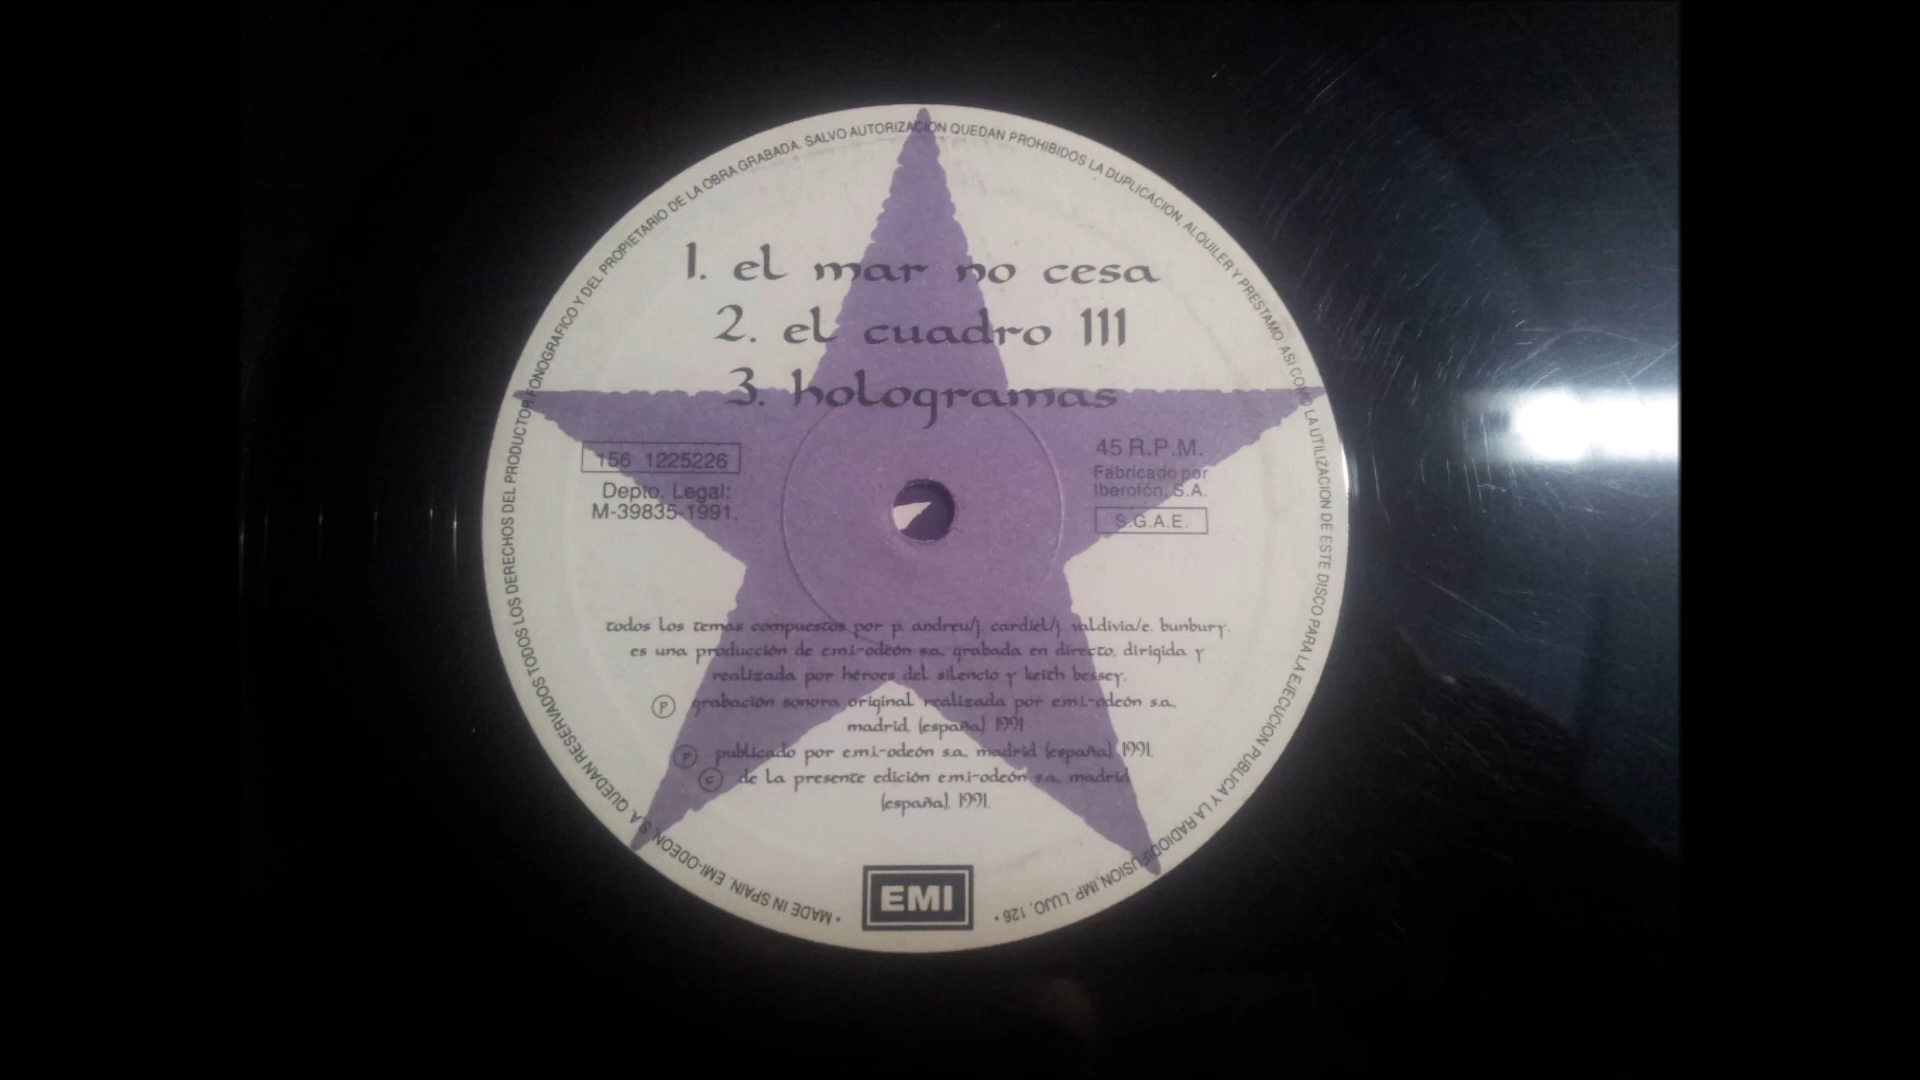 TODOS LOS DERECHOS DEL PRODUCTOR FONOGRAFICO Y DEL PROPIETARIO DE LA OBRA GRABADA. SALVO AUTORIZACION QUEDAN PROHIBIDOS LA DUPLICACION, ALQUILER Y PRESTAMO, ASI COMO LA UTILIZACION DE ESTE DISCO PARA LA EJECUCION PUBLICA Y LA RADIODIFUSION. IMP. LUJO, 126 •
1. el mar no cesa
2. el cuadro III
3. hologramas
156 1225226
Depto. Legal:
M-39835-1991.
45 R.P.M.
Fabricado por
Iberofón, S.A.
S.G.A.E.
todos los temas compuestos por p. andreu/j. cardiel/j. valdivia/e. bunbury.
es una producción de e.m.i.-odeón s.a. grabada en directo, dirigida y
realizada por héroes del silencio y keith bessey.
Ⓟ grabación sonora original realizada por e.m.i.-odeón s.a.
madrid, (españa) 1991
Ⓟ publicado por e.m.i-odeón s.a. madrid (españa) 1991.
© de la presente edición e.m.i-odeón s.a. madrid
(españa), 1991.
EMI
• MADE IN SPAIN. EMI-ODEON, S.A. QUEDAN RESERVADOS